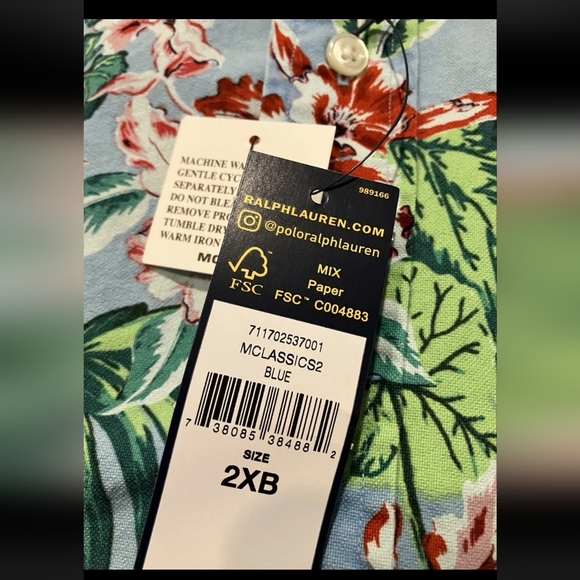 MACHINE WA
GENTLE CYC
SEPARATELY
DO NOT BLE
REMOVE PRO
TUMBLE DRY
WARM IRON
989166
RALPHLAUREN.COM
@poloralphlauren
FSC
MIX
Paper
FSC™ C004883
711702537001
MCLASSICS2
BLUE
7 38085 38488 2
SIZE
2XB